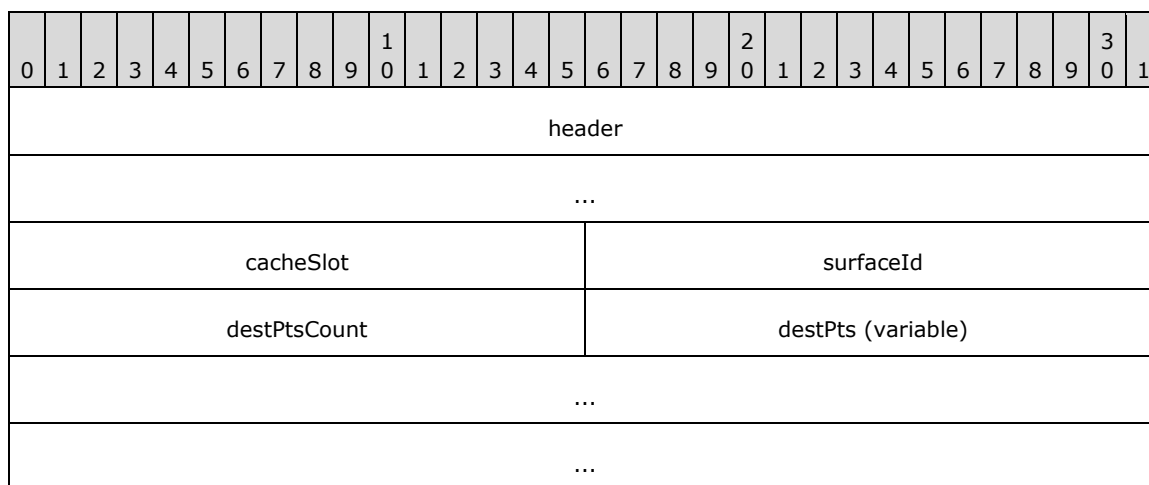 1 2 3
0 1 2 3 4 5 6 7 8 9 0 1 2 3 4 5 6 7 8 9 0 1 2 3 4 5 6 7 8 9 0 1
header
...
cacheSlot surfaceId
destPtsCount destPts (variable)
...
...